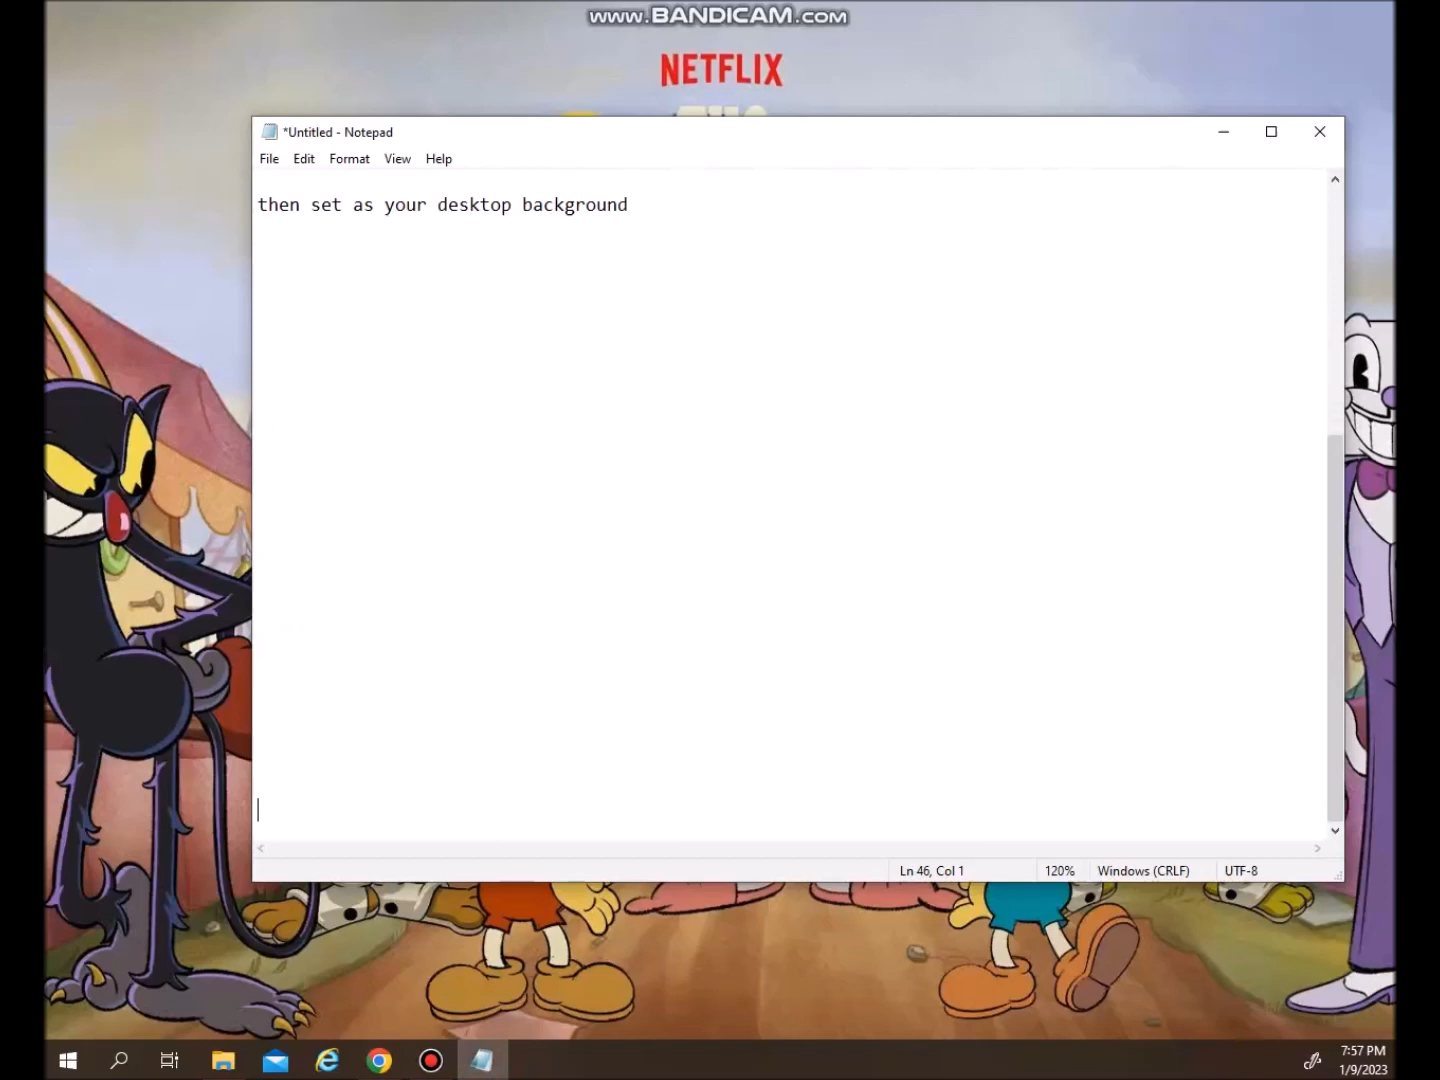 www.BANDICAM.com
NETFLIX
*Untitled - Notepad
File Edit Format View Help
then set as your desktop background
Ln 46, Col 1 120% Windows (CRLF) UTF-8
7:57 PM
1/9/2023